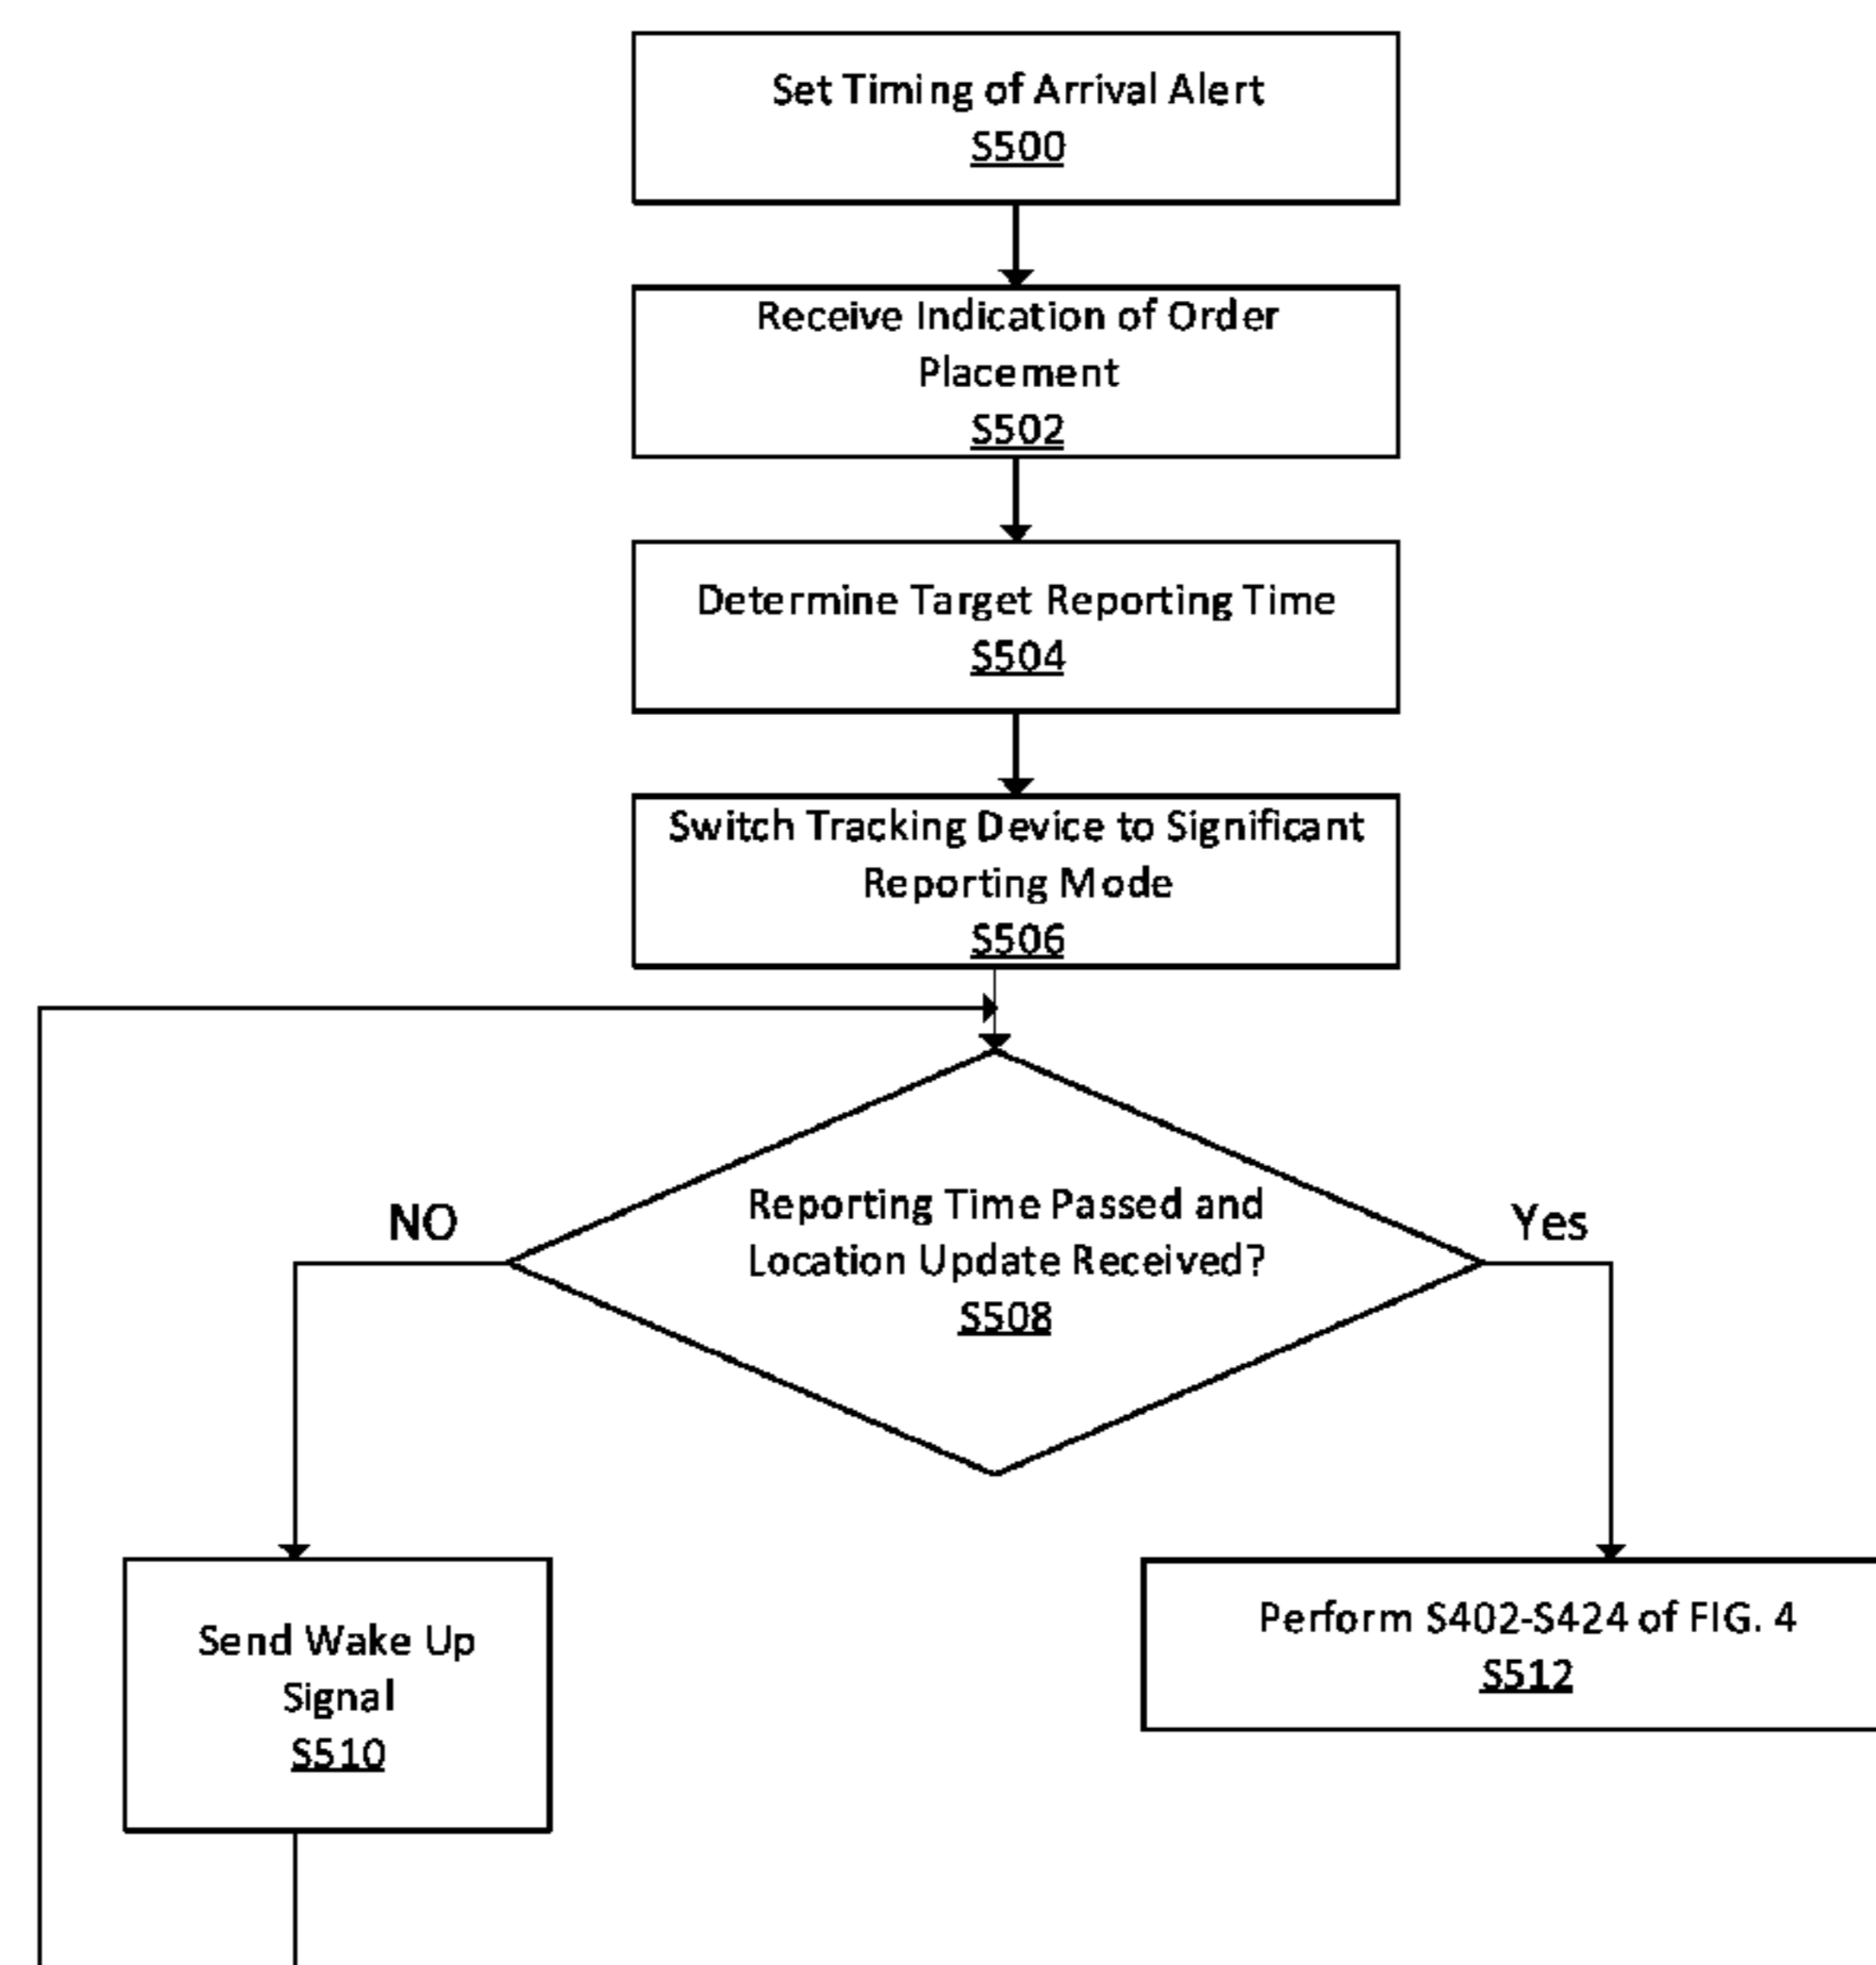 Set Timing of Arrival Alert
S500
Receive Indication of Order
Placement
S502
Determine Target Reporting Time
S504
Switch Tracking Device to Significant
Reporting Mode
S506
NO
Yes
Reporting Time Passed and
Location Update Received?
S508
Send Wake Up
Signal
S510
Perform S402-S424 of FIG. 4
S512